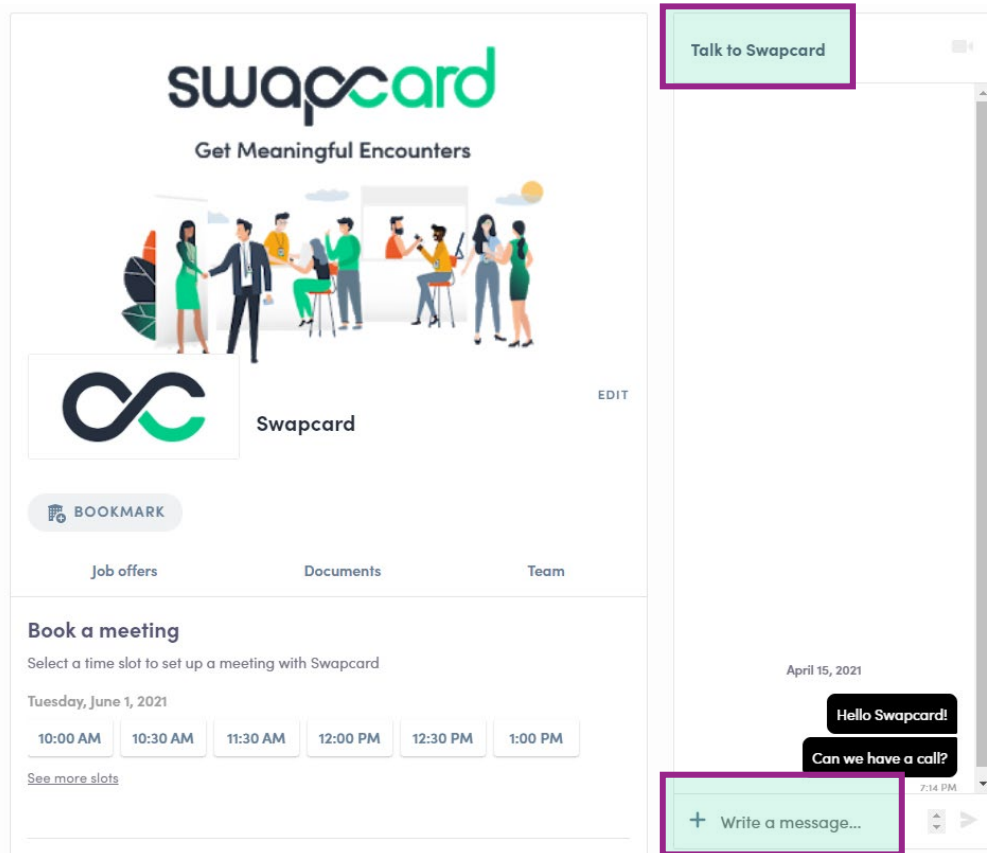 swapcard
Get Meaningful Encounters
EDIT
Swapcard
BOOKMARK
Job offers Documents Team
Book a meeting
Select a time slot to set up a meeting with Swapcard
Tuesday, June 1, 2021
10:00 AM 10:30 AM 11:30 AM 12:00 PM 12:30 PM 1:00 PM
See more slots
Talk to Swapcard
April 15, 2021
Hello Swapcard!
Can we have a call?
7:14 PM
+ Write a message...